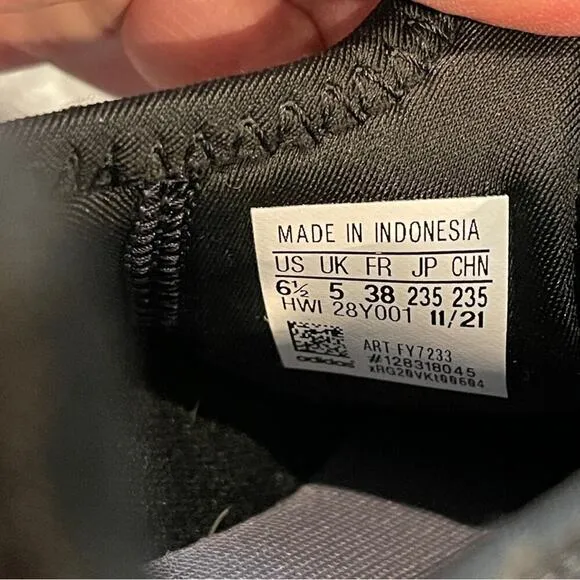 MADE IN INDONESIA
US UK FR JP CHN
6½ 5 38 235 235
HWI 28Y001 11/21
ART FY7233
adidas #128318045
xRG20VKt00604